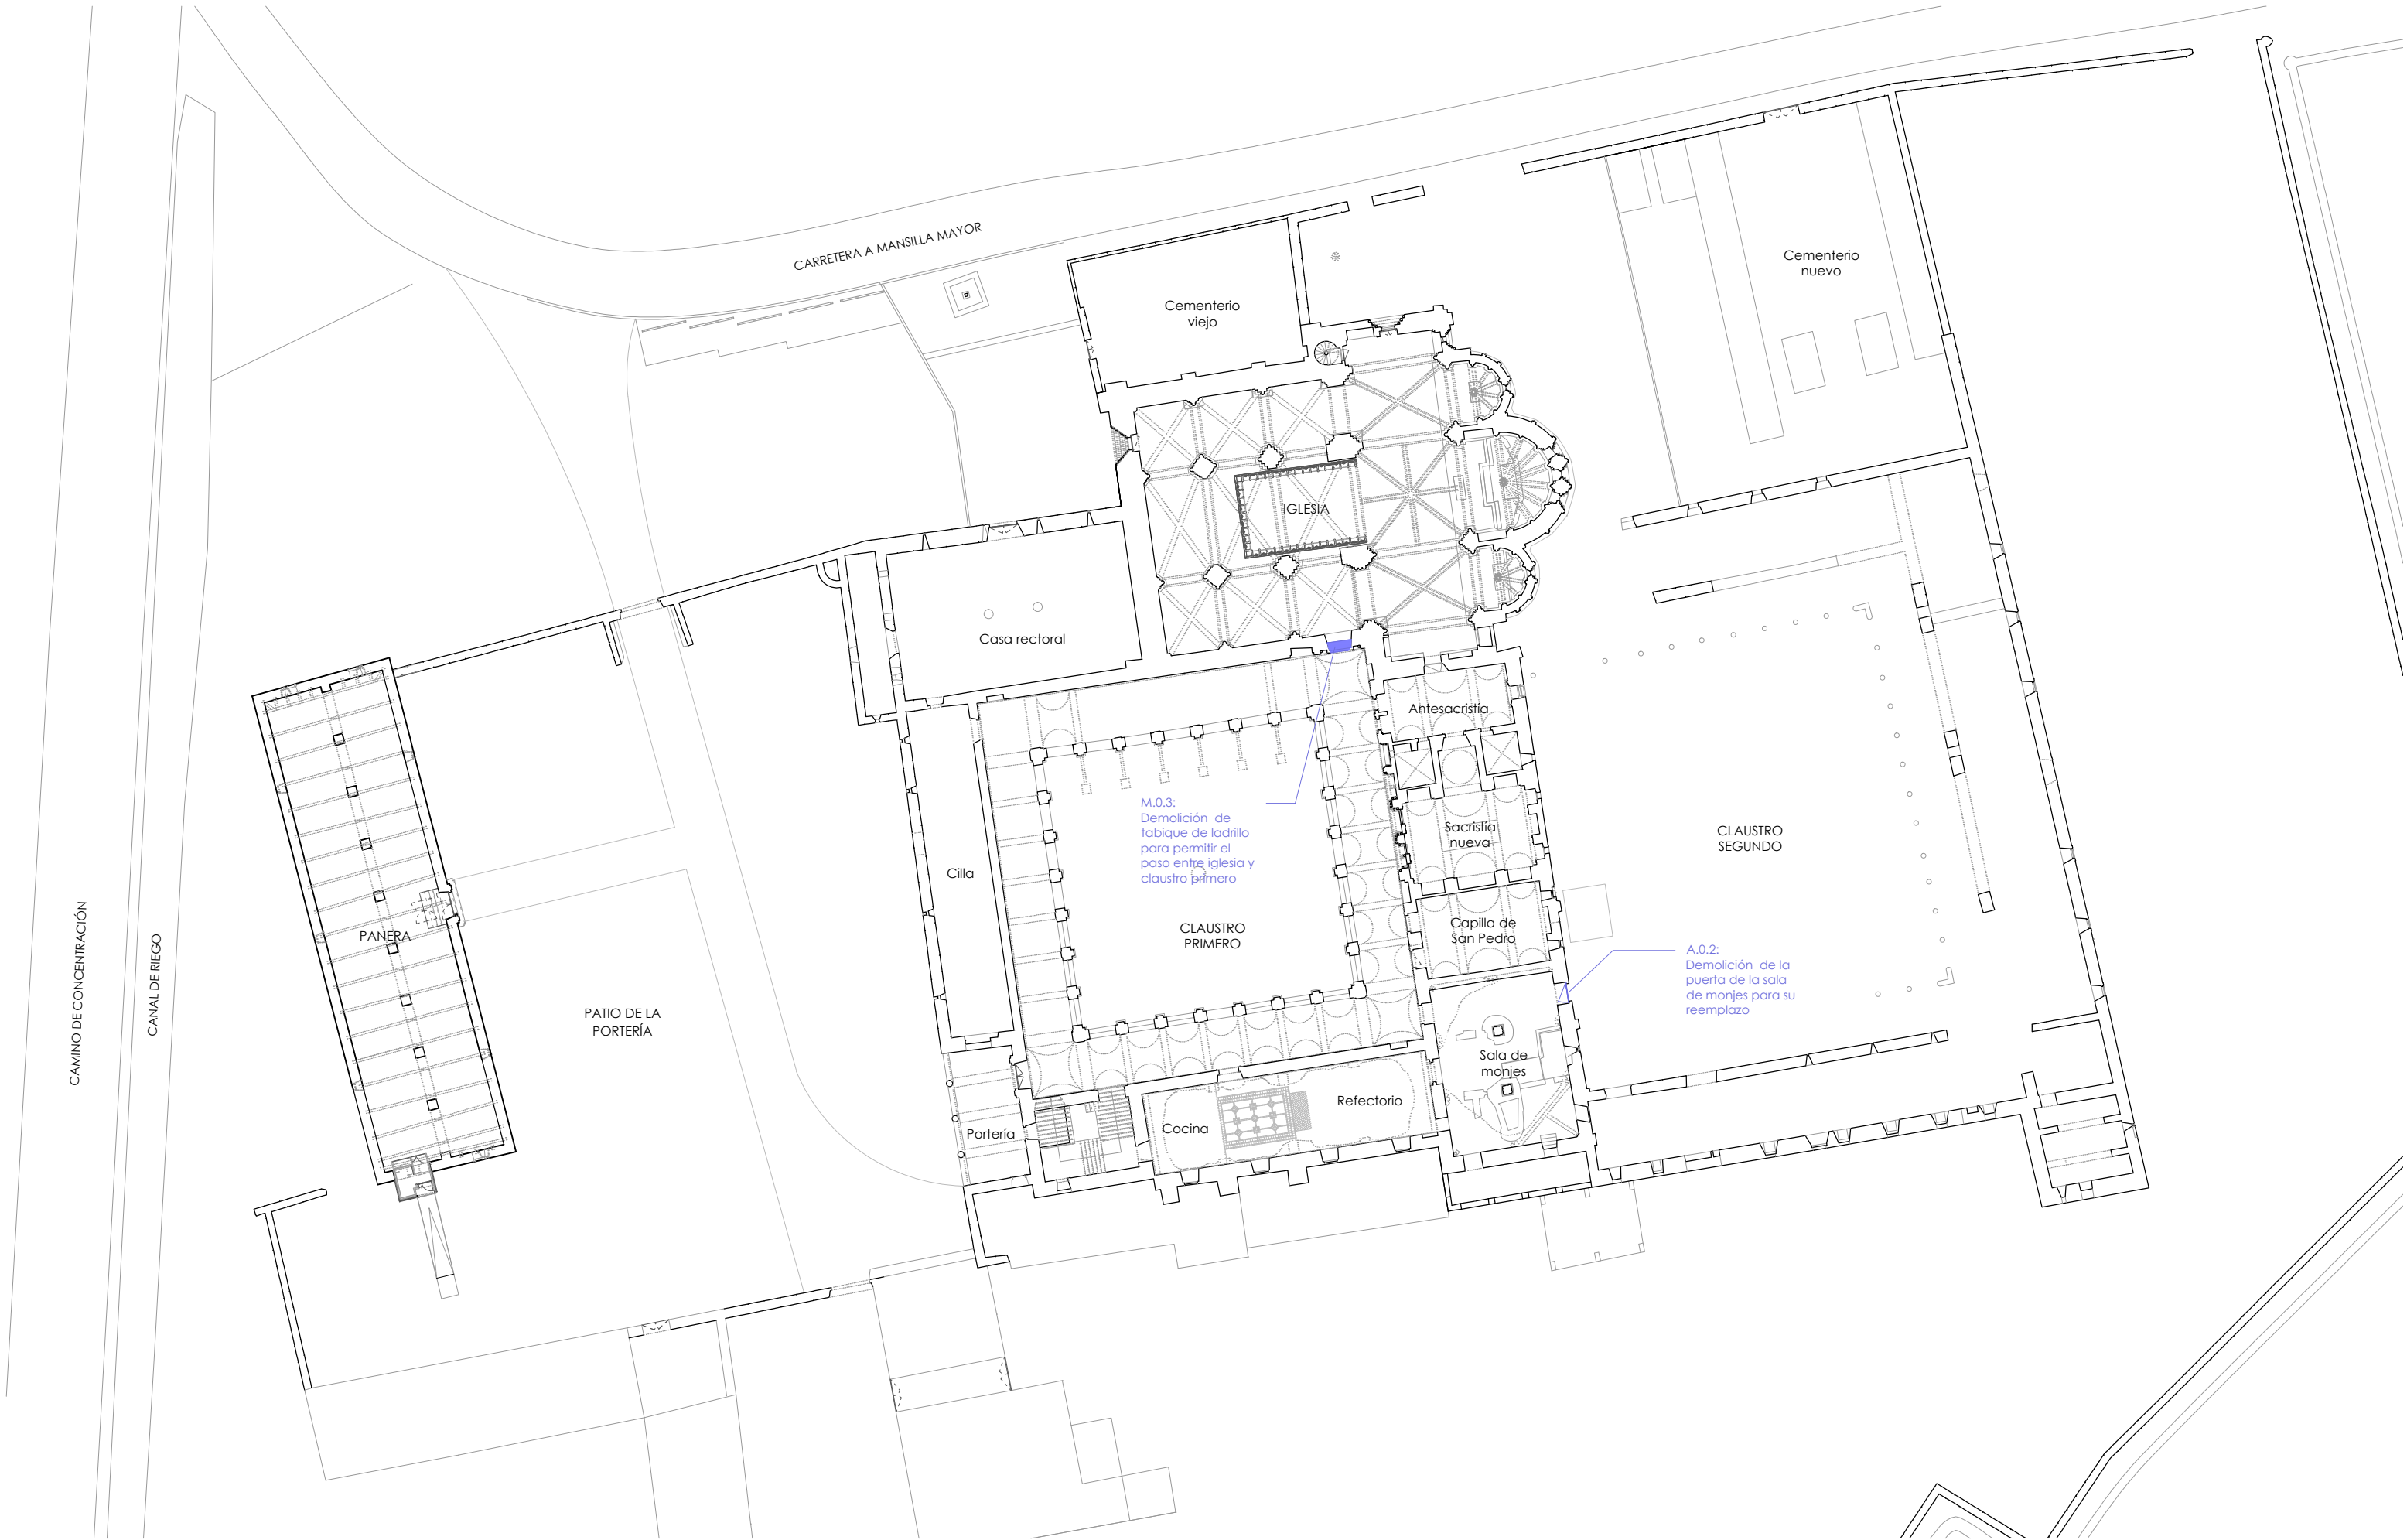 CARRETERA A MANSILLA MAYOR
Cementerio
nuevo
Cementerio
viejo
IGLESIA
Casa rectoral
Antesacristía
M.0.3:
Demolición de
tabique de ladrillo
para permitir el
paso entre iglesia y
claustro primero
Sacristía
nueva
CLAUSTRO
SEGUNDO
Cilla
CLAUSTRO
PRIMERO
Capilla de
San Pedro
PANERA
A.0.2:
Demolición de la
puerta de la sala
de monjes para su
reemplazo
CAMINO DE CONCENTRACIÓN
CANAL DE RIEGO
PATIO DE LA
PORTERÍA
Sala de
monjes
Refectorio
Cocina
Portería